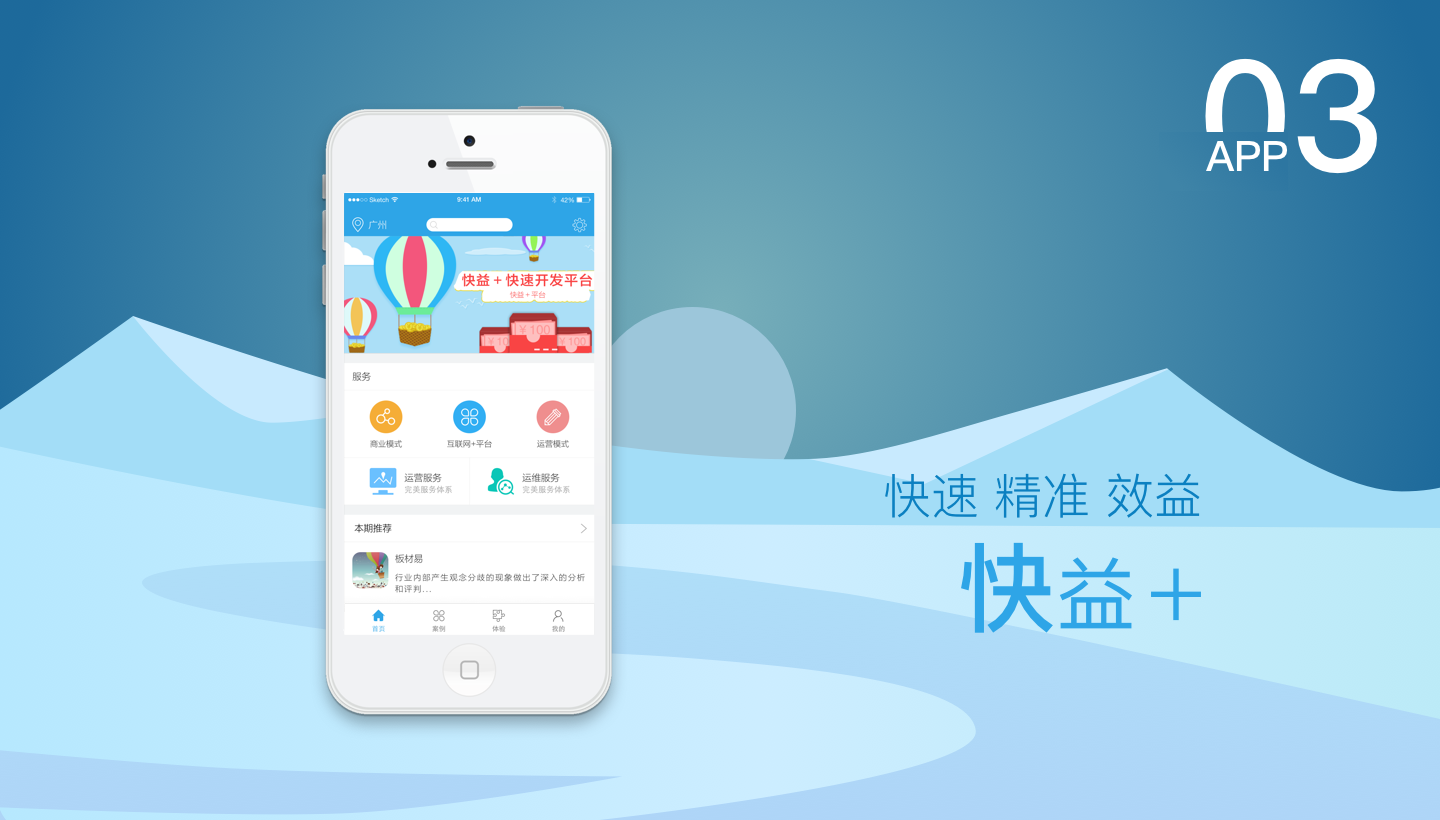 03
APP
●●●○○ Sketch
9:41 AM
42%
广州
快益+快速开发平台
快益+平台
¥100
¥10
¥100
服务
商业模式
互联网+平台
运营模式
运营服务
完美服务体系
运维服务
完美服务体系
本期推荐
板材易
行业内部产生观念分歧的现象做出了深入的分析
和评判...
首页
案例
体验
我的
快速 精准 效益
快益+